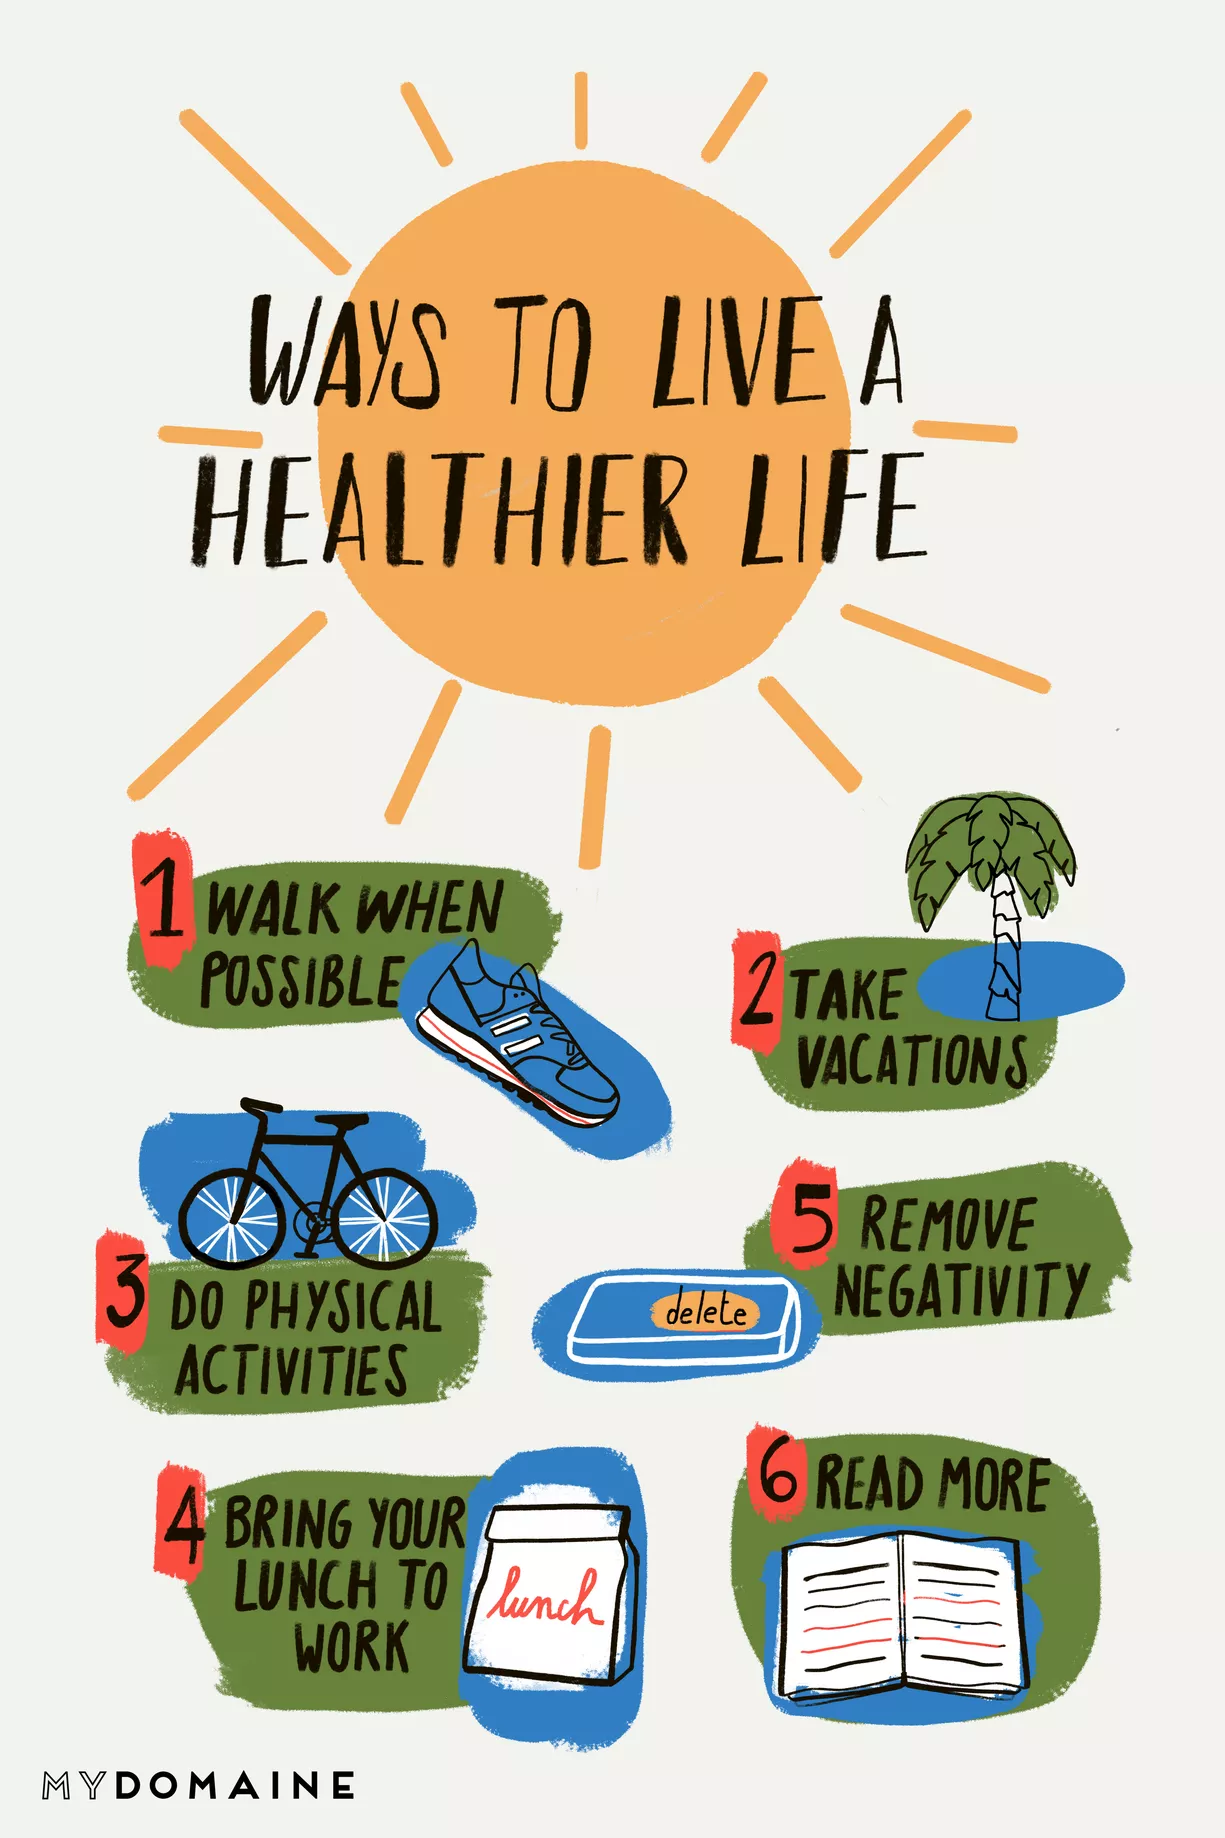 WAYS TO LIVE A
HEALTHIER LIFE
1 WALK WHEN
POSSIBLE
2 TAKE
VACATIONS
3 DO PHYSICAL
ACTIVITIES
4 BRING YOUR
LUNCH TO
WORK
lunch
5 REMOVE
NEGATIVITY
delete
6 READ MORE
MYDOMAINE